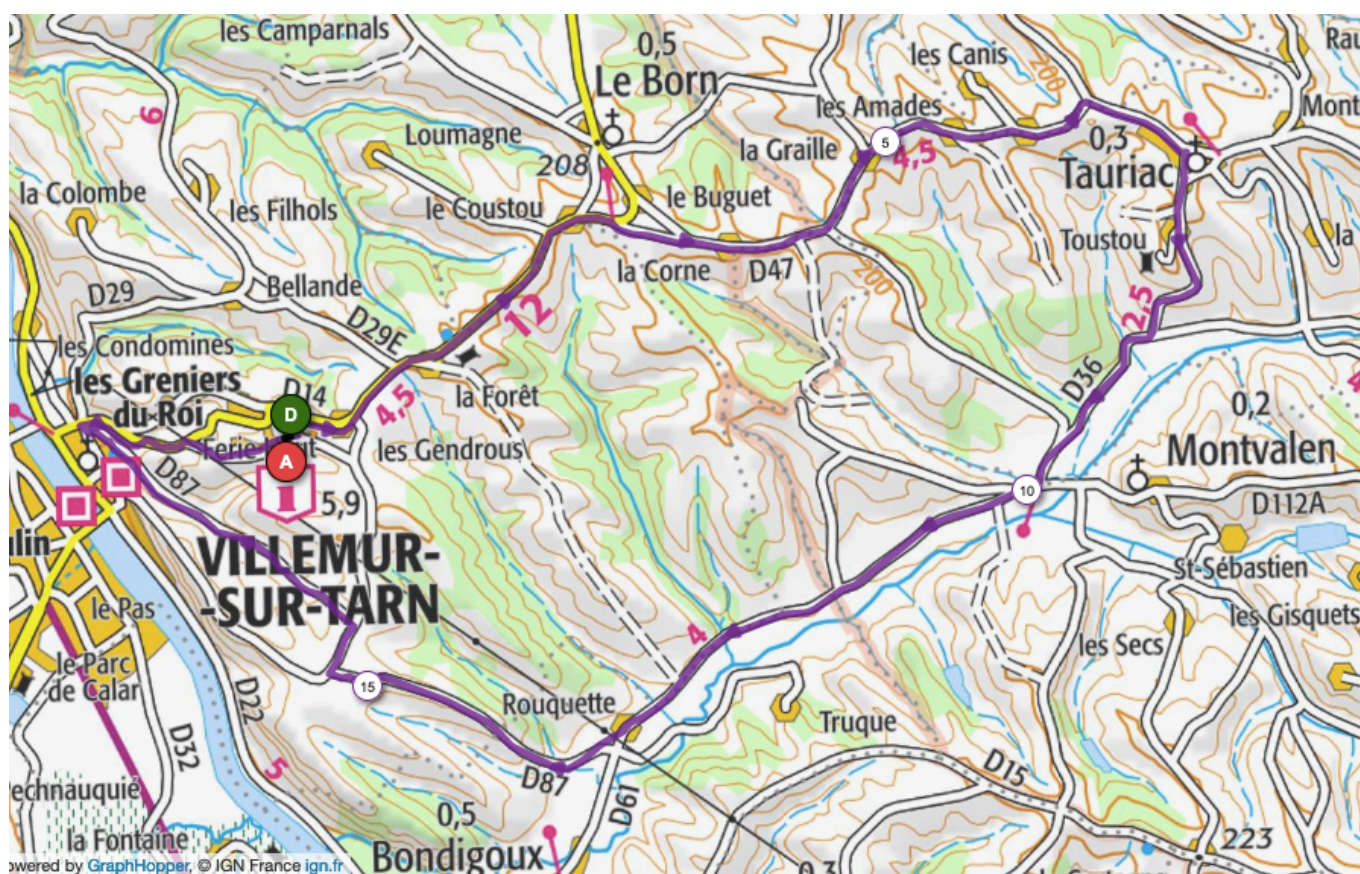 les Camparnals
0,5
Le Born
les Canis
200
Rau
6
Loumagne
208
la Graille
les Amades
5
4,5
0,3
Tauriac
Mont
la Colombe
les Filhols
le Coustou
le Buguet
Toustou
la
D29
Bellande
la Corne
D47
200
2,5
les Condomines
D29E
12
les Greniers
du Roi
D14
D
4,5
la Forêt
D36
0,2
A
les Gendrous
Montvalen
D87
5,9
10
D112A
lin
VILLEMUR-
-SUR-TARN
St-Sébastien
le Pas
4
les Secs
les Gisquets
le Parc
de Calar
15
D22
Rouquette
Truque
D32
5
D87
D61
D15
echnauquié
0,5
la Fontaine
Bondigoux
0,3
223
owered by GraphHopper, © IGN France ign.fr